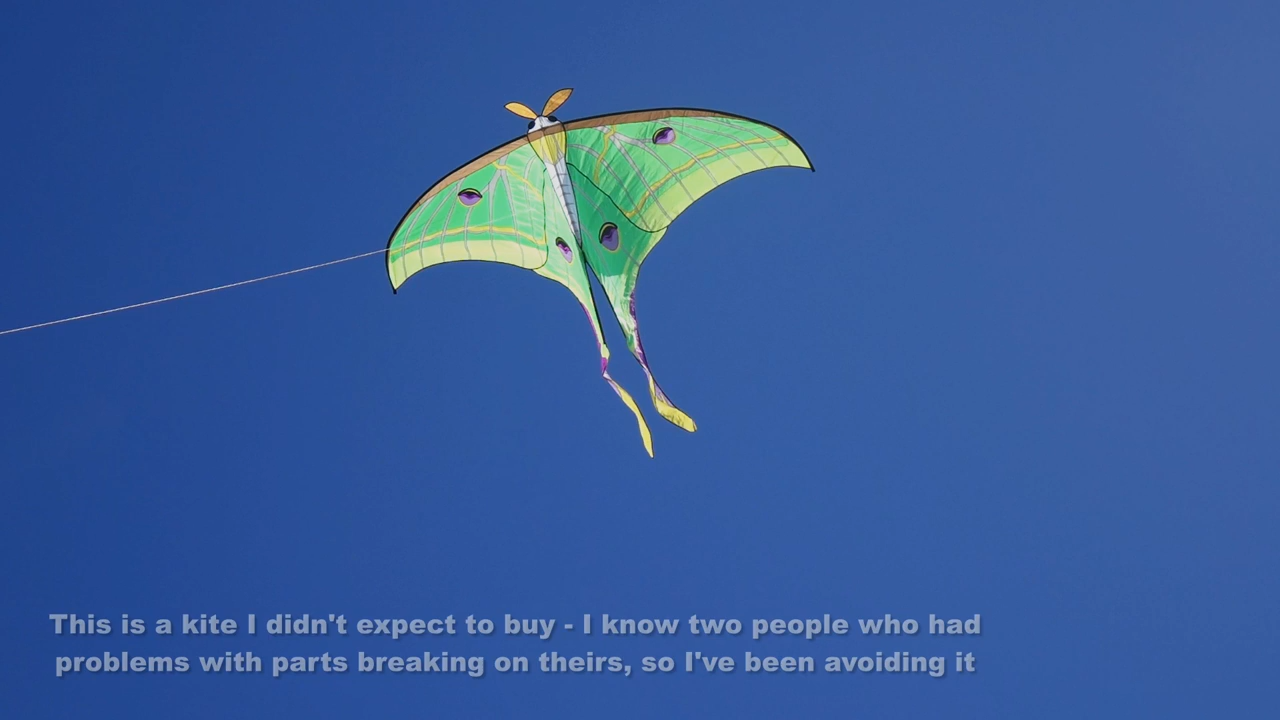 This is a kite I didn't expect to buy - I know two people who had
problems with parts breaking on theirs, so I've been avoiding it